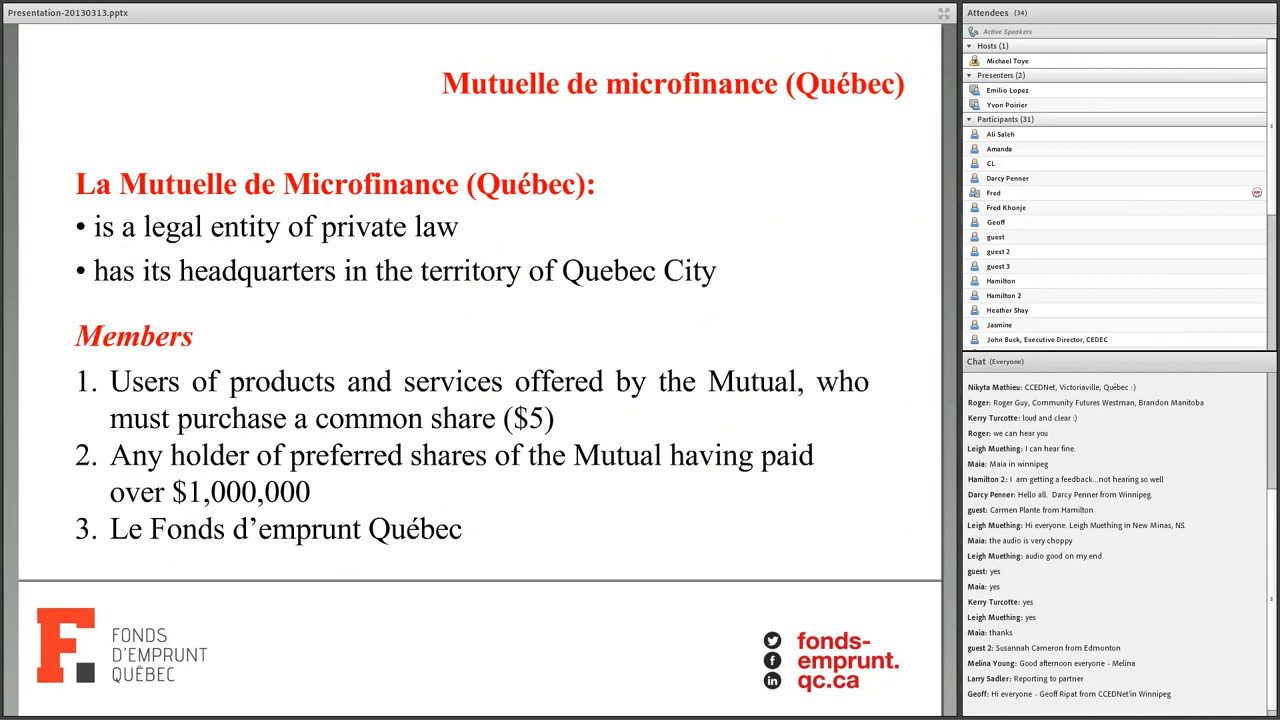 Presentation-20130313.pptx
Mutuelle de microfinance (Québec)
La Mutuelle de Microfinance (Québec):
• is a legal entity of private law
• has its headquarters in the territory of Quebec City
Members
1. Users of products and services offered by the Mutual, who
must purchase a common share ($5)
2. Any holder of preferred shares of the Mutual having paid
over $1,000,000
3. Le Fonds d’emprunt Québec
FONDS
D'EMPRUNT
QUÉBEC
fonds-
emprunt.
qc.ca
Attendees (34)
Active Speakers
Hosts (1)
Michael Toye
Presenters (2)
Emilio Lopez
Yvon Poirier
Participants (31)
Ali Saleh
Amanda
CL
Darcy Penner
Fred
Fred Khonje
Geoff
guest
guest 2
guest 3
Hamilton
Hamilton 2
Heather Shay
Jasmine
John Buck, Executive Director, CEDEC
Chat (Everyone)
Nikyta Mathieu: CCEDNet, Victoriaville, Québec :)
Roger: Roger Guy, Community Futures Westman, Brandon Manitoba
Kerry Turcotte: loud and clear :)
Roger: we can hear you
Leigh Muething: I can hear fine.
Maia: Maia in winnipeg
Hamilton 2: I am getting a feedback...not hearing so well
Darcy Penner: Hello all. Darcy Penner from Winnipeg.
guest: Carmen Plante from Hamilton
Leigh Muething: Hi everyone. Leigh Muething in New Minas, NS.
Maia: the audio is very choppy
Leigh Muething: audio good on my end.
guest: yes
Maia: yes
Kerry Turcotte: yes
Leigh Muething: yes
Maia: thanks
guest 2: Susannah Cameron from Edmonton
Melina Young: Good afternoon everyone - Melina
Larry Sadler: Reporting to partner
Geoff: Hi everyone - Geoff Ripat from CCEDNet'in Winnipeg